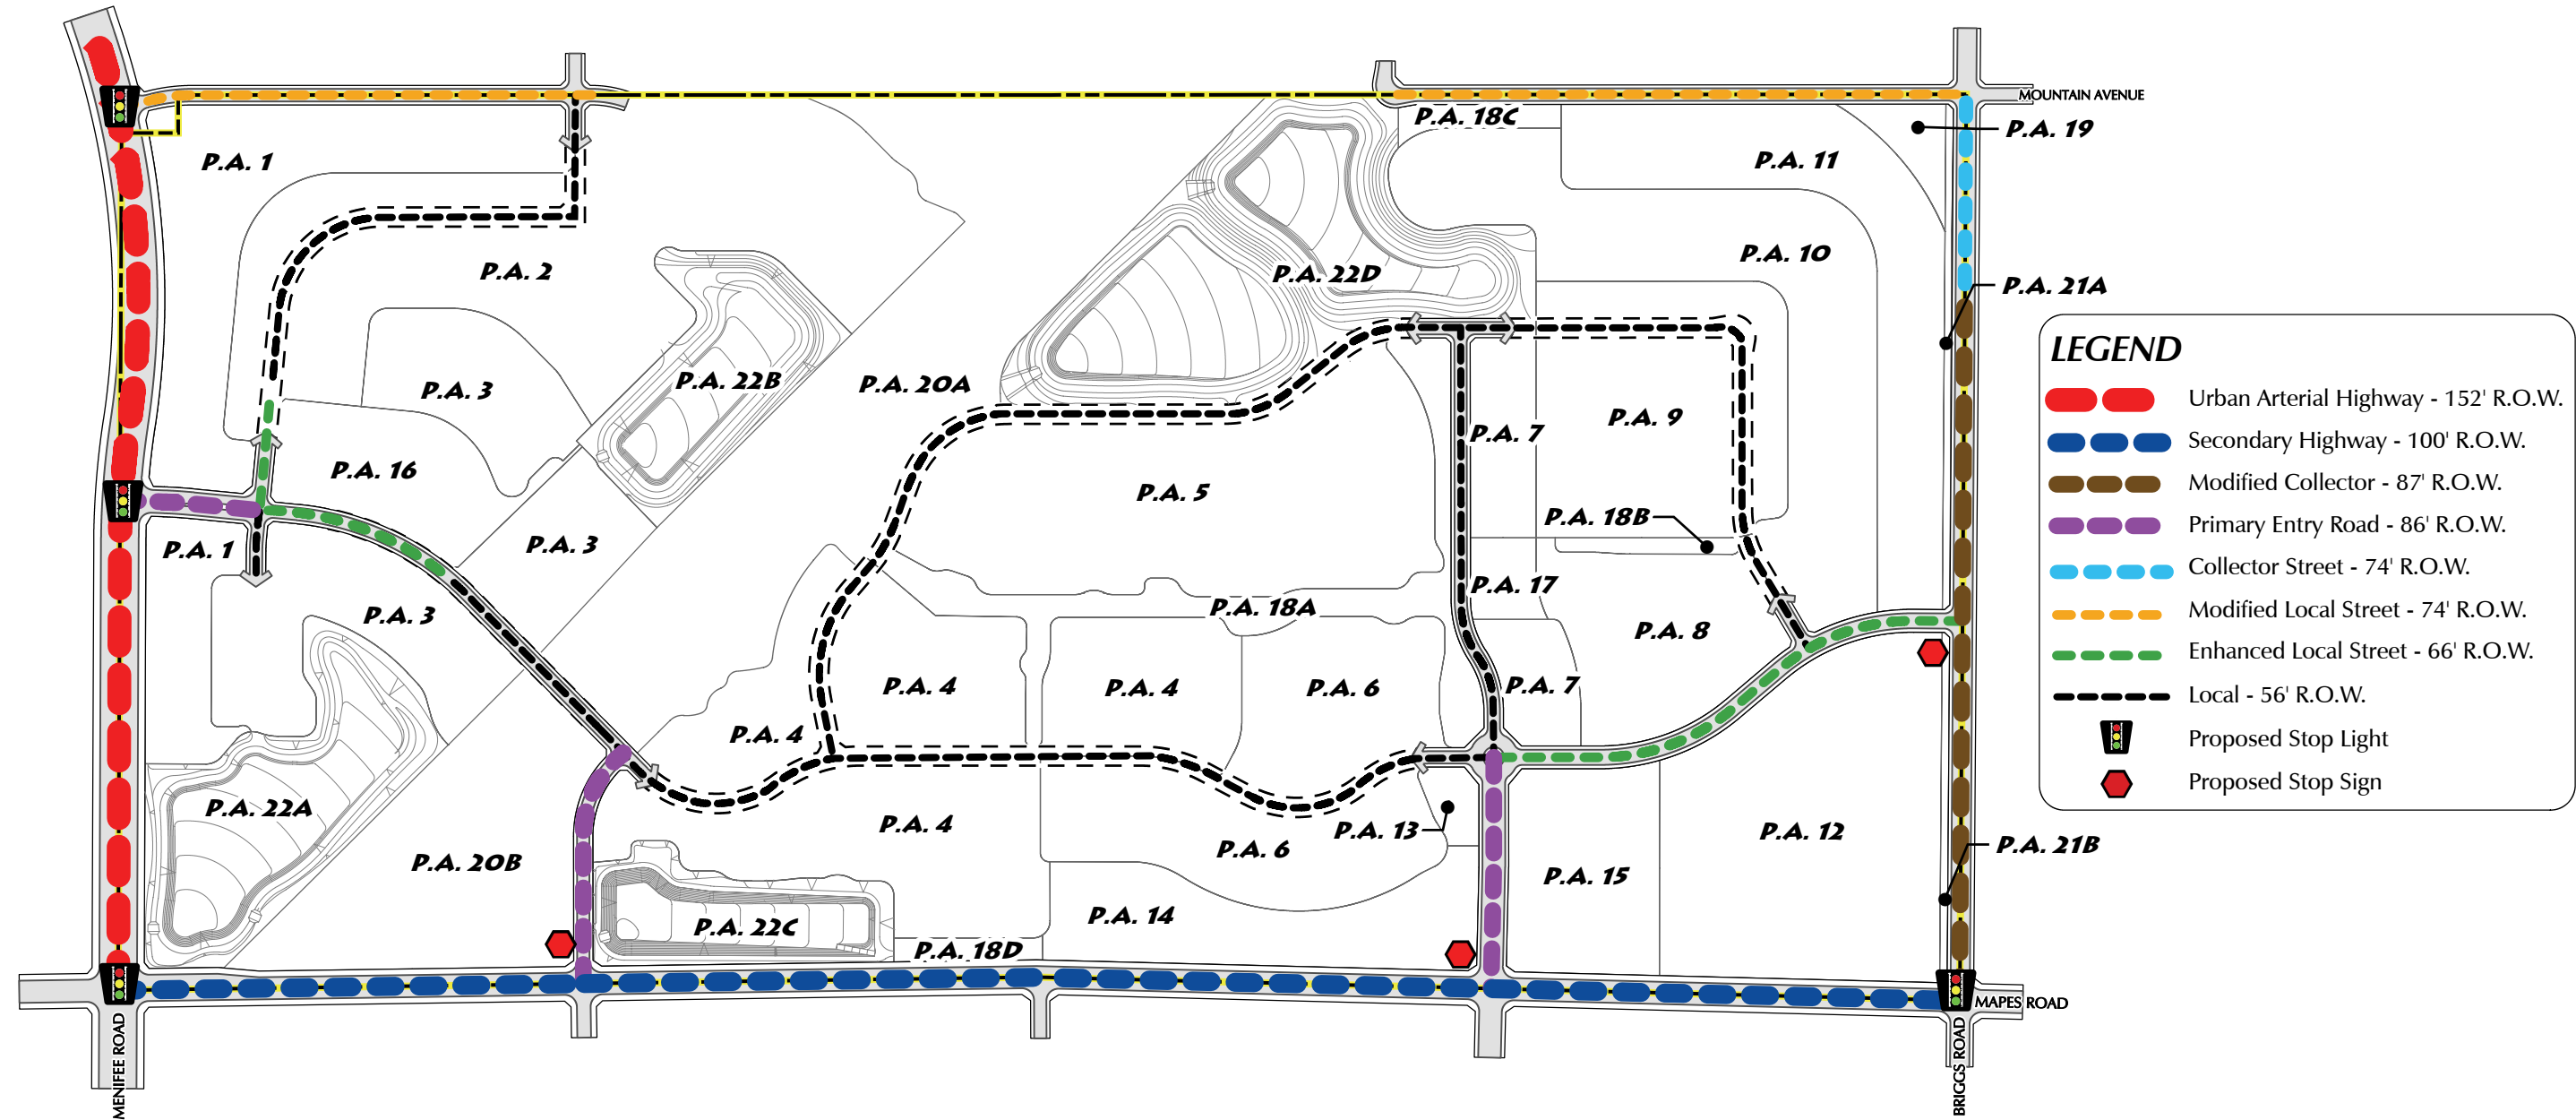 MOUNTAIN AVENUE
P.A. 18C
P.A. 19
P.A. 1
P.A. 11
P.A. 10
P.A. 2
P.A. 22D
P.A. 21A
P.A. 22B
P.A. 20A
P.A. 3
P.A. 9
P.A. 7
P.A. 16
P.A. 5
P.A. 18B
P.A. 1
P.A. 3
P.A. 17
P.A. 18A
P.A. 3
P.A. 8
P.A. 4
P.A. 4
P.A. 6
P.A. 7
P.A. 4
P.A. 22A
P.A. 4
P.A. 13
P.A. 12
P.A. 21B
P.A. 6
P.A. 20B
P.A. 15
P.A. 14
P.A. 22C
P.A. 18D
MAPES ROAD
MENIFEE ROAD
BRIGGS ROAD
LEGEND
Urban Arterial Highway - 152' R.O.W.
Secondary Highway - 100' R.O.W.
Modified Collector - 87' R.O.W.
Primary Entry Road - 86' R.O.W.
Collector Street - 74' R.O.W.
Modified Local Street - 74' R.O.W.
Enhanced Local Street - 66' R.O.W.
Local - 56' R.O.W.
Proposed Stop Light
Proposed Stop Sign